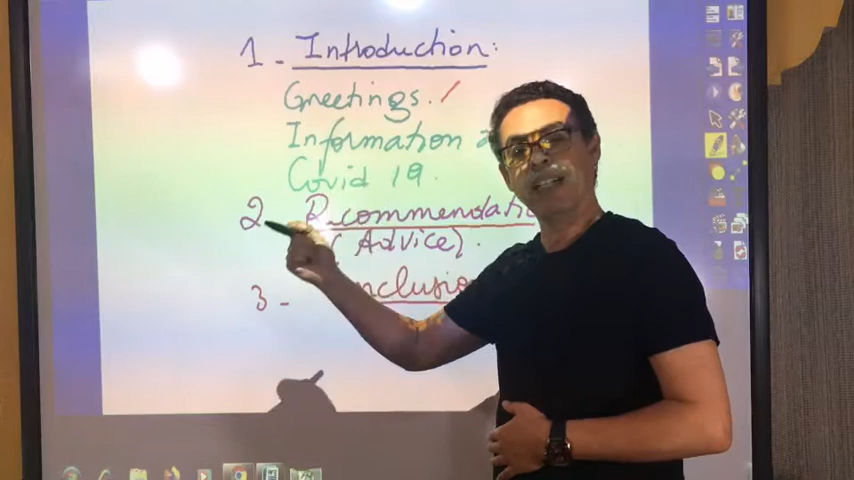 1 - Introduction:
Greetings.
Information
Covid 19.
2
(Advice).
3 -